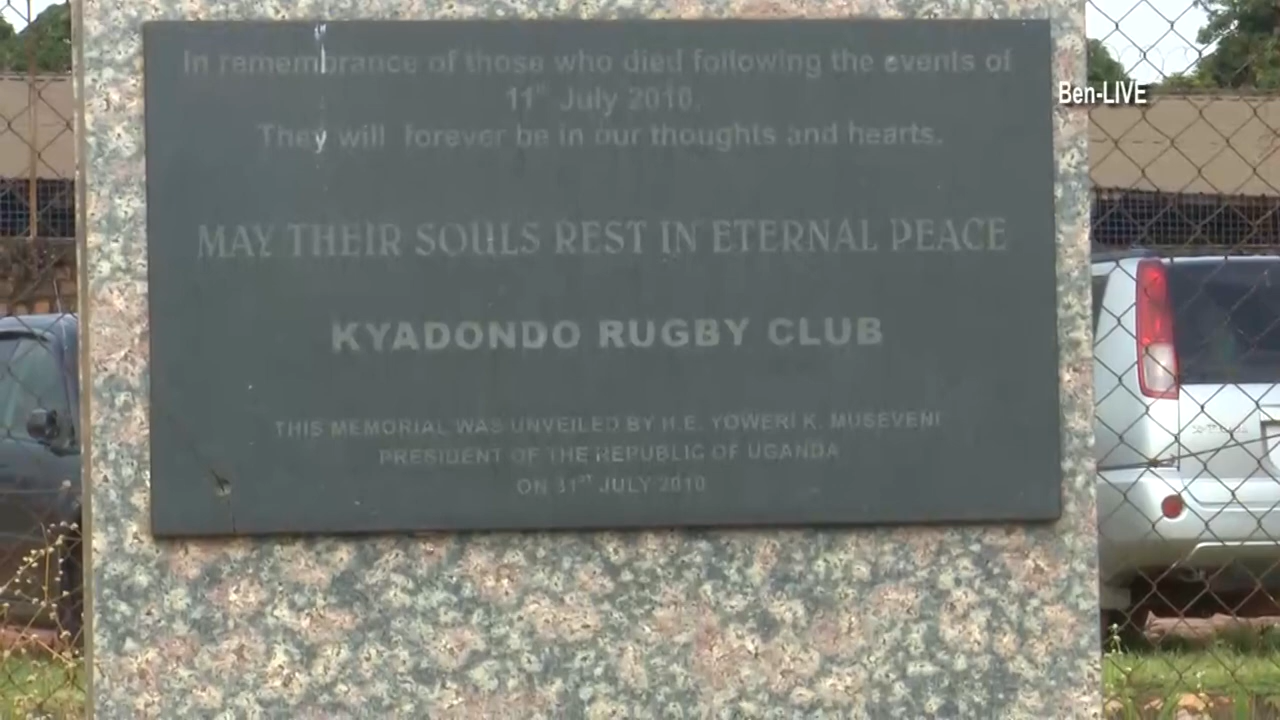 In remembrance of those who died following the events of
11th July 2010.
They will forever be in our thoughts and hearts.
MAY THEIR SOULS REST IN ETERNAL PEACE
KYADONDO RUGBY CLUB
THIS MEMORIAL WAS UNVEILED BY H.E. YOWERI K. MUSEVENI
PRESIDENT OF THE REPUBLIC OF UGANDA
ON 31ST JULY 2010
Ben-LIVE